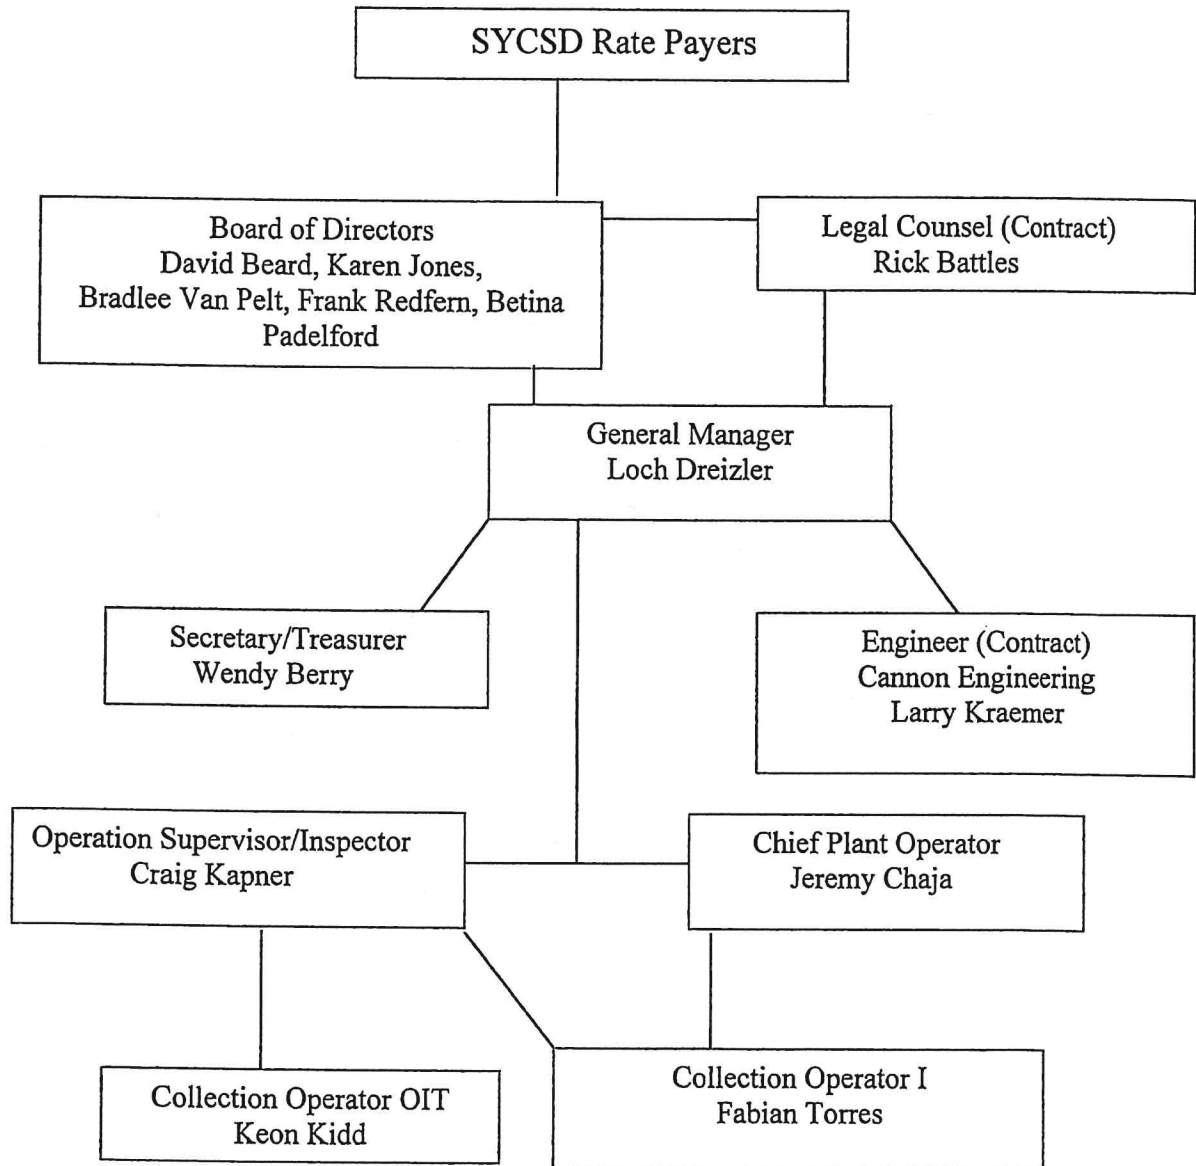 SYCSD Rate Payers
Board of Directors
David Beard, Karen Jones,
Bradlee Van Pelt, Frank Redfern, Betina
Padelford
Legal Counsel (Contract)
Rick Battles
General Manager
Loch Dreizler
Secretary/Treasurer
Wendy Berry
Engineer (Contract)
Cannon Engineering
Larry Kraemer
Operation Supervisor/Inspector
Craig Kapner
Chief Plant Operator
Jeremy Chaja
Collection Operator OIT
Keon Kidd
Collection Operator I
Fabian Torres